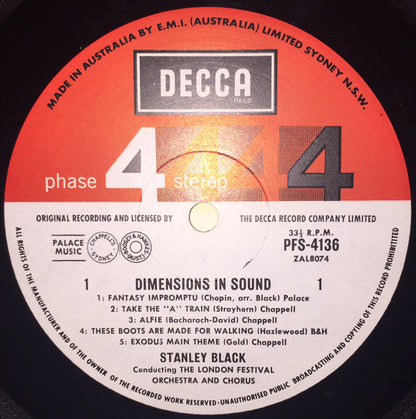 MADE IN AUSTRALIA BY E.M.I. (AUSTRALIA) LIMITED SYDNEY N.S.W.
DECCA
REGD
phase 4 stereo
ORIGINAL RECORDING AND LICENSED BY THE DECCA RECORD COMPANY LIMITED
PALACE MUSIC
CHAPPELL SYDNEY
BOOSEY & HAWKES (AUST)
33⅓ R.P.M.
PFS-4136
ZAL8074
1 DIMENSIONS IN SOUND 1
1: FANTASY IMPROMPTU (Chopin, arr. Black) Palace
2: TAKE THE "A" TRAIN (Strayhorn) Chappell
3: ALFIE (Bacharach-David) Chappell
4: THESE BOOTS ARE MADE FOR WALKING (Hazlewood) B&H
5: EXODUS MAIN THEME (Gold) Chappell
STANLEY BLACK
Conducting THE LONDON FESTIVAL
ORCHESTRA AND CHORUS
ALL RIGHTS OF THE MANUFACTURER AND OF THE OWNER OF THE RECORDED WORK RESERVED-UNAUTHORISED PUBLIC BROADCASTING AND COPYING OF THIS RECORD PROHIBITED